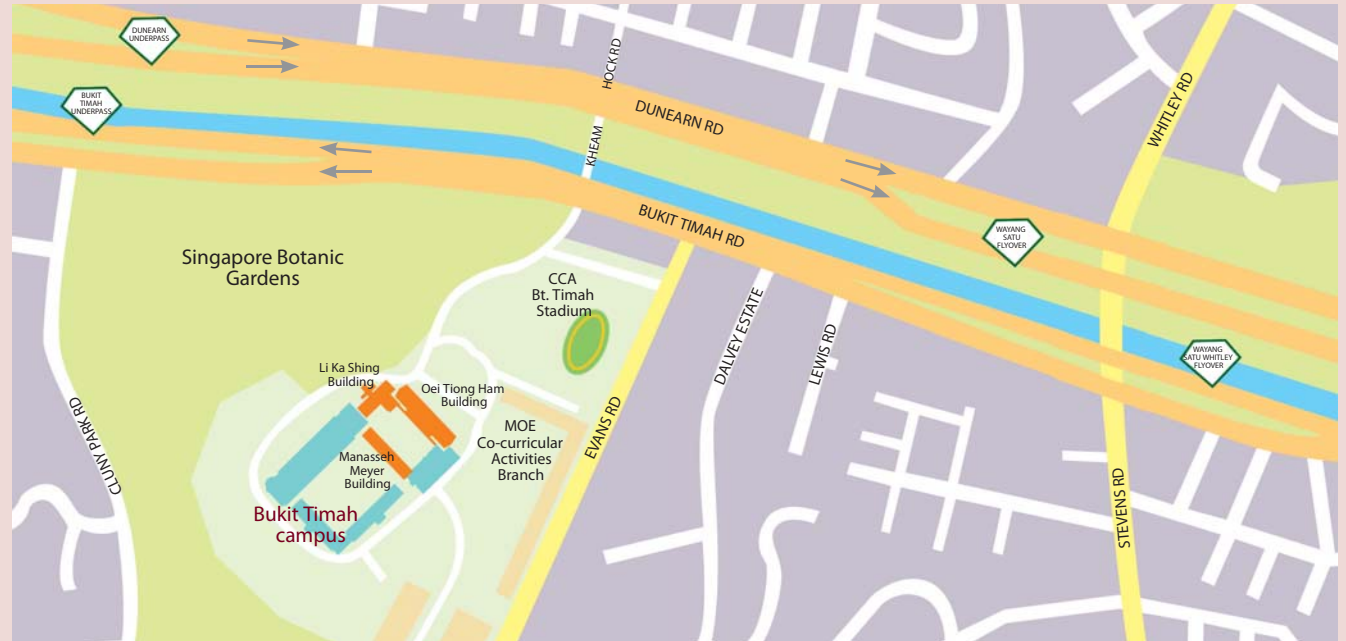 DUNEARN
UNDERPASS
BUKIT
TIMAH
UNDERPASS
KHEAM HOCK RD
DUNEARN RD
WHITLEY RD
BUKIT TIMAH RD
WAYANG
SATU
FLYOVER
Singapore Botanic
Gardens
CCA
Bt. Timah
Stadium
DALVEY ESTATE
LEWIS RD
WAYANG
SATU WHITLEY
FLYOVER
Li Ka Shing
Building
Oei Tiong Ham
Building
CLUNY PARK RD
EVANS RD
MOE
Co-curricular
Activities
Branch
Manasseh
Meyer
Building
Bukit Timah
campus
STEVENS RD